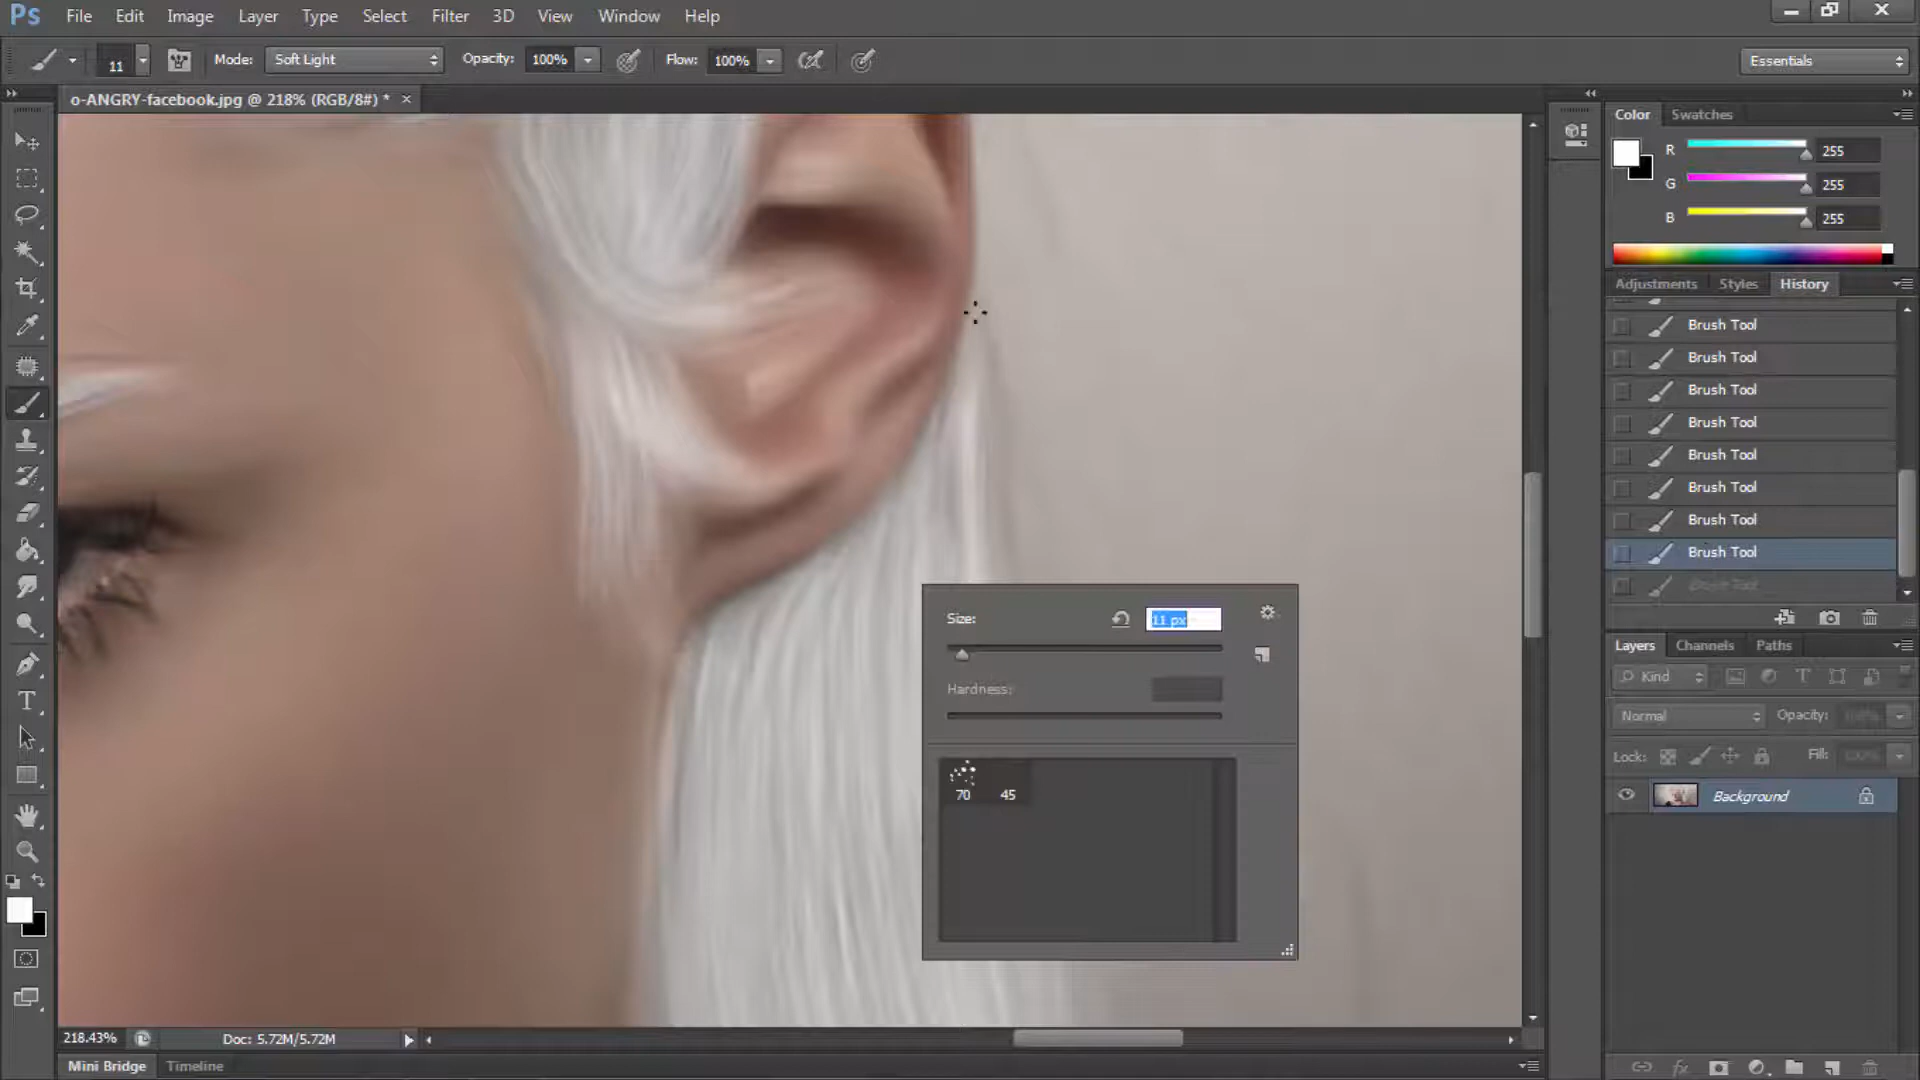 Ps File Edit Image Layer Type Select Filter 3D View Window Help
11 Mode: Soft Light Opacity: 100% Flow: 100% Essentials
o-ANGRY-facebook.jpg @ 218% (RGB/8#) * ×
Color Swatches
R 255
G 255
B 255
Adjustments Styles History
Brush Tool
Brush Tool
Brush Tool
Brush Tool
Brush Tool
Brush Tool
Brush Tool
Brush Tool
Brush Tool
Size: 11 px
Hardness:
70 45
Layers Channels Paths
Kind
Normal Opacity: 100%
Lock: Fill: 100%
Background
218.43% Doc: 5.72M/5.72M
Mini Bridge Timeline